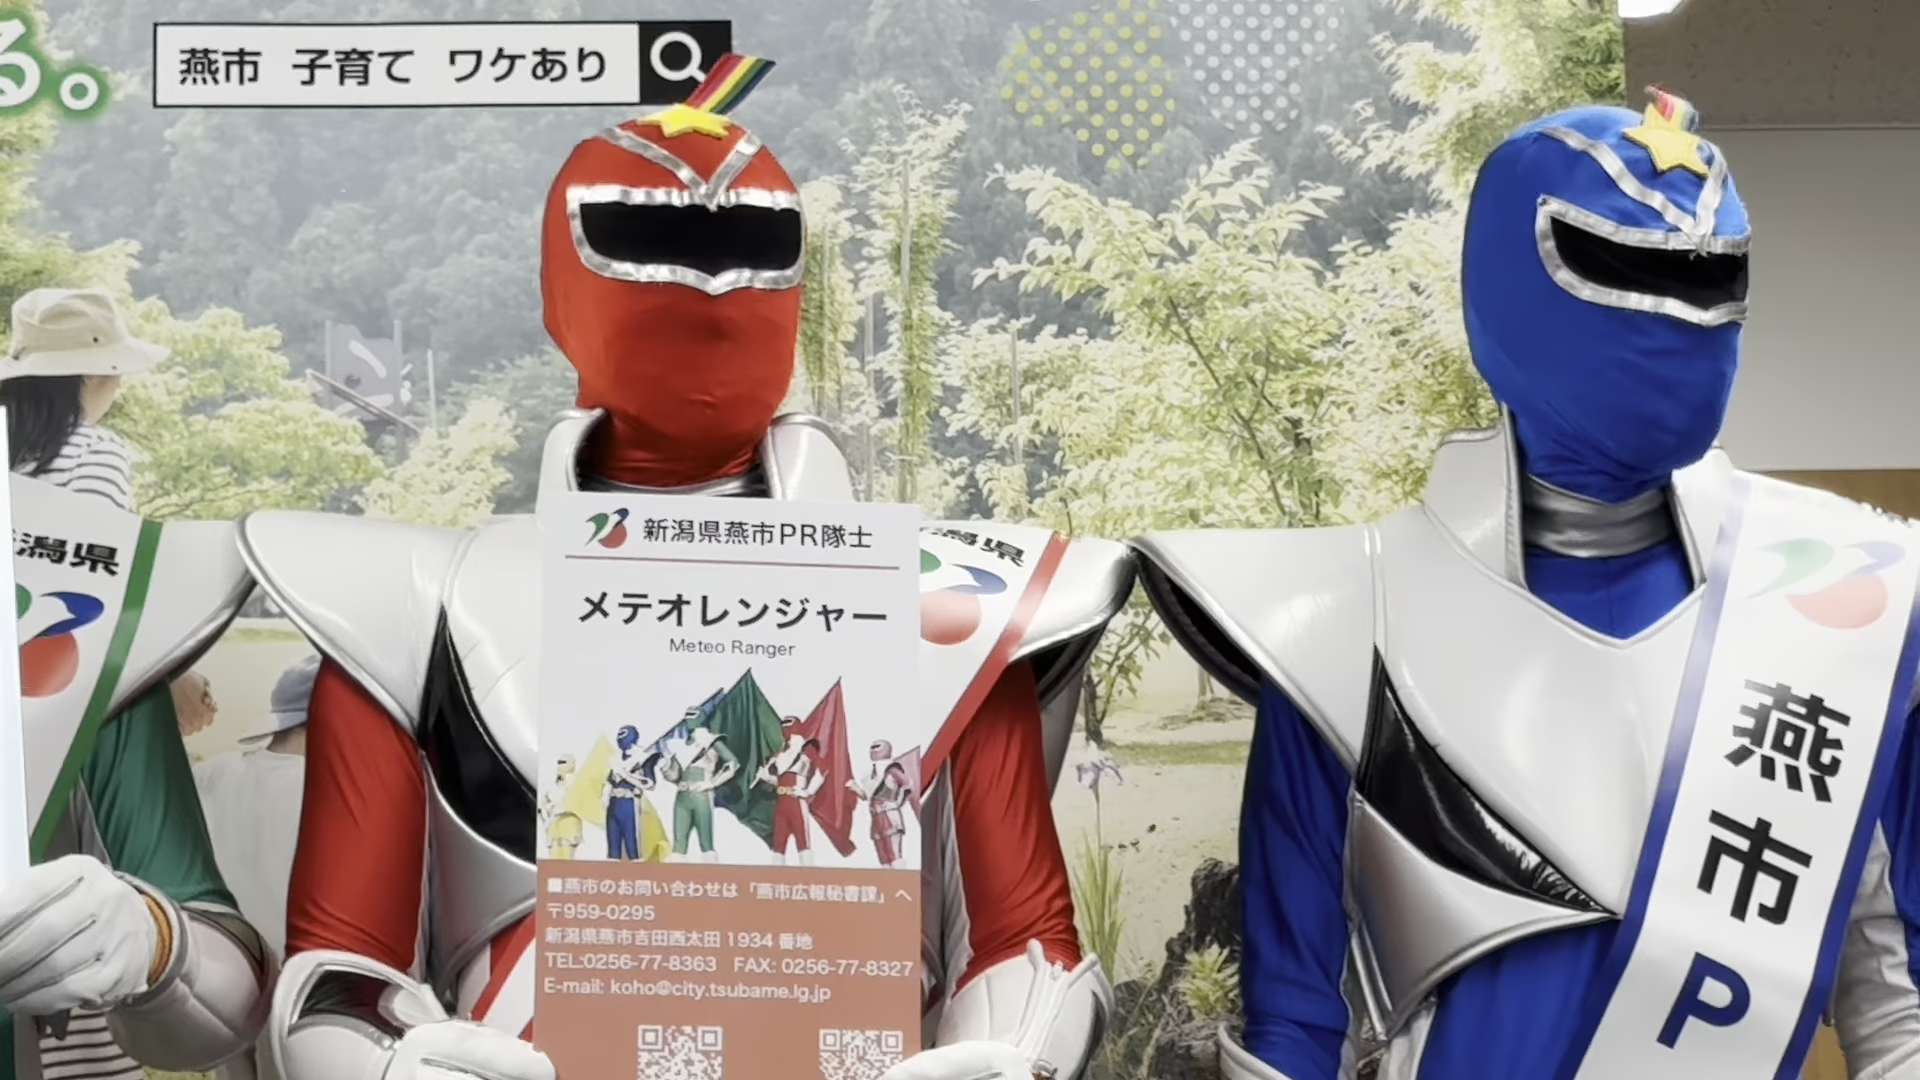 る。
燕市 子育て ワケあり
潟県
新潟県燕市PR隊士
メテオレンジャー
Meteo Ranger
■燕市のお問い合わせは「燕市広報秘書課」へ
〒959-0295
新潟県燕市吉田西太田 1934 番地
TEL:0256-77-8363 FAX: 0256-77-8327
E-mail: koho@city.tsubame.lg.jp
潟県
燕市P